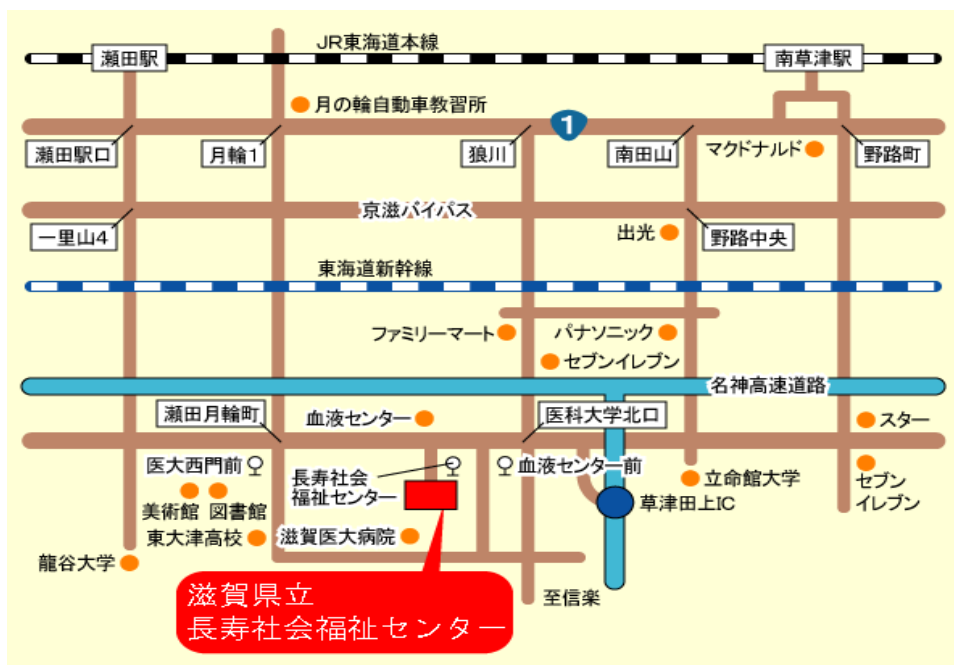 JR東海道本線
瀬田駅
南草津駅
月の輪自動車教習所
1
瀬田駅口
月輪1
狼川
南田山
マクドナルド
野路町
京滋バイパス
一里山4
出光
野路中央
東海道新幹線
ファミリーマート
パナソニック
セブンイレブン
名神高速道路
瀬田月輪町
血液センター
医科大学北口
スター
医大西門前
長寿社会
福祉センター
血液センター前
立命館大学
セブン
イレブン
美術館
図書館
草津田上IC
東大津高校
滋賀医大病院
龍谷大学
至信楽
滋賀県立
長寿社会福祉センター